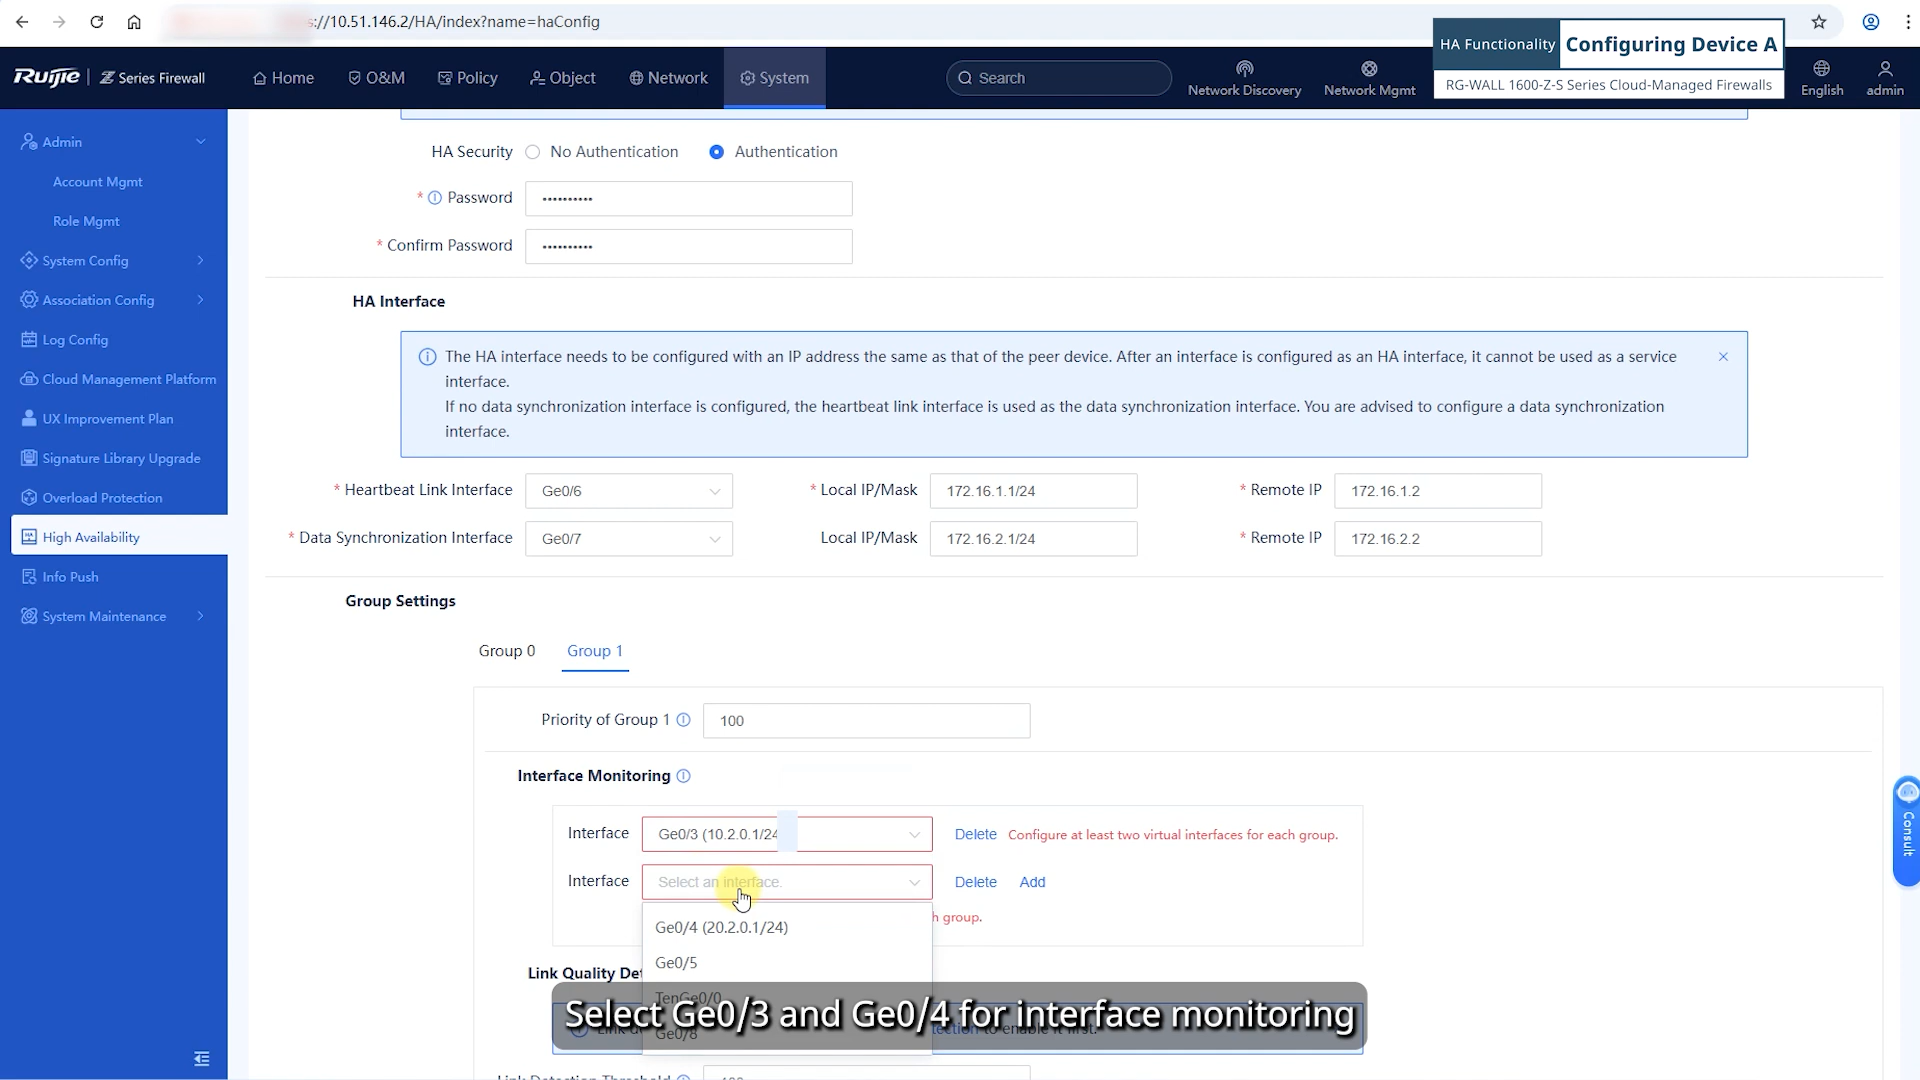 ://10.51.146.2/HA/index?name=haConfig
HA Functionality Configuring Device A
RG-WALL 1600-Z-S Series Cloud-Managed Firewalls
Ruijie Z Series Firewall
Home
O&M
Policy
Object
Network
System
Search
Network Discovery
Network Mgmt
English
admin
Admin
Account Mgmt
Role Mgmt
System Config
Association Config
Log Config
Cloud Management Platform
UX Improvement Plan
Signature Library Upgrade
Overload Protection
High Availability
Info Push
System Maintenance
HA Security No Authentication Authentication
* Password ••••••••••
* Confirm Password ••••••••••
HA Interface
The HA interface needs to be configured with an IP address the same as that of the peer device. After an interface is configured as an HA interface, it cannot be used as a service
interface.
If no data synchronization interface is configured, the heartbeat link interface is used as the data synchronization interface. You are advised to configure a data synchronization
interface.
* Heartbeat Link Interface Ge0/6 * Local IP/Mask 172.16.1.1/24 * Remote IP 172.16.1.2
* Data Synchronization Interface Ge0/7 Local IP/Mask 172.16.2.1/24 * Remote IP 172.16.2.2
Group Settings
Group 0 Group 1
Priority of Group 1 100
Interface Monitoring
Interface Ge0/3 (10.2.0.1/24 Delete Configure at least two virtual interfaces for each group.
Interface Select an interface. Delete Add
h group.
Ge0/4 (20.2.0.1/24)
Ge0/5
TenGe0/0
Ge0/8
Link Quality De
Select Ge0/3 and Ge0/4 for interface monitoring
to enable it first.
Link Detection Threshold 100
Consult